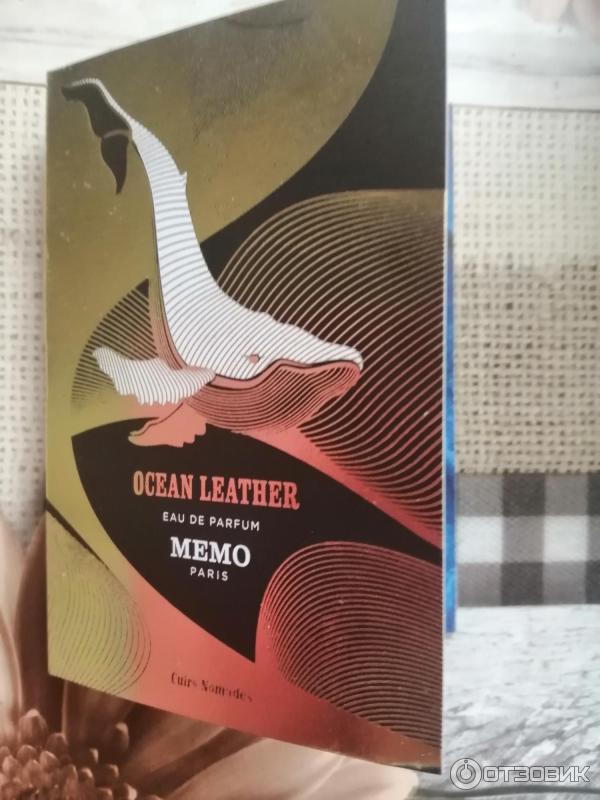 OCEAN LEATHER
EAU DE PARFUM
MEMO
PARIS
Cuirs Nomades
ОТЗОВИК